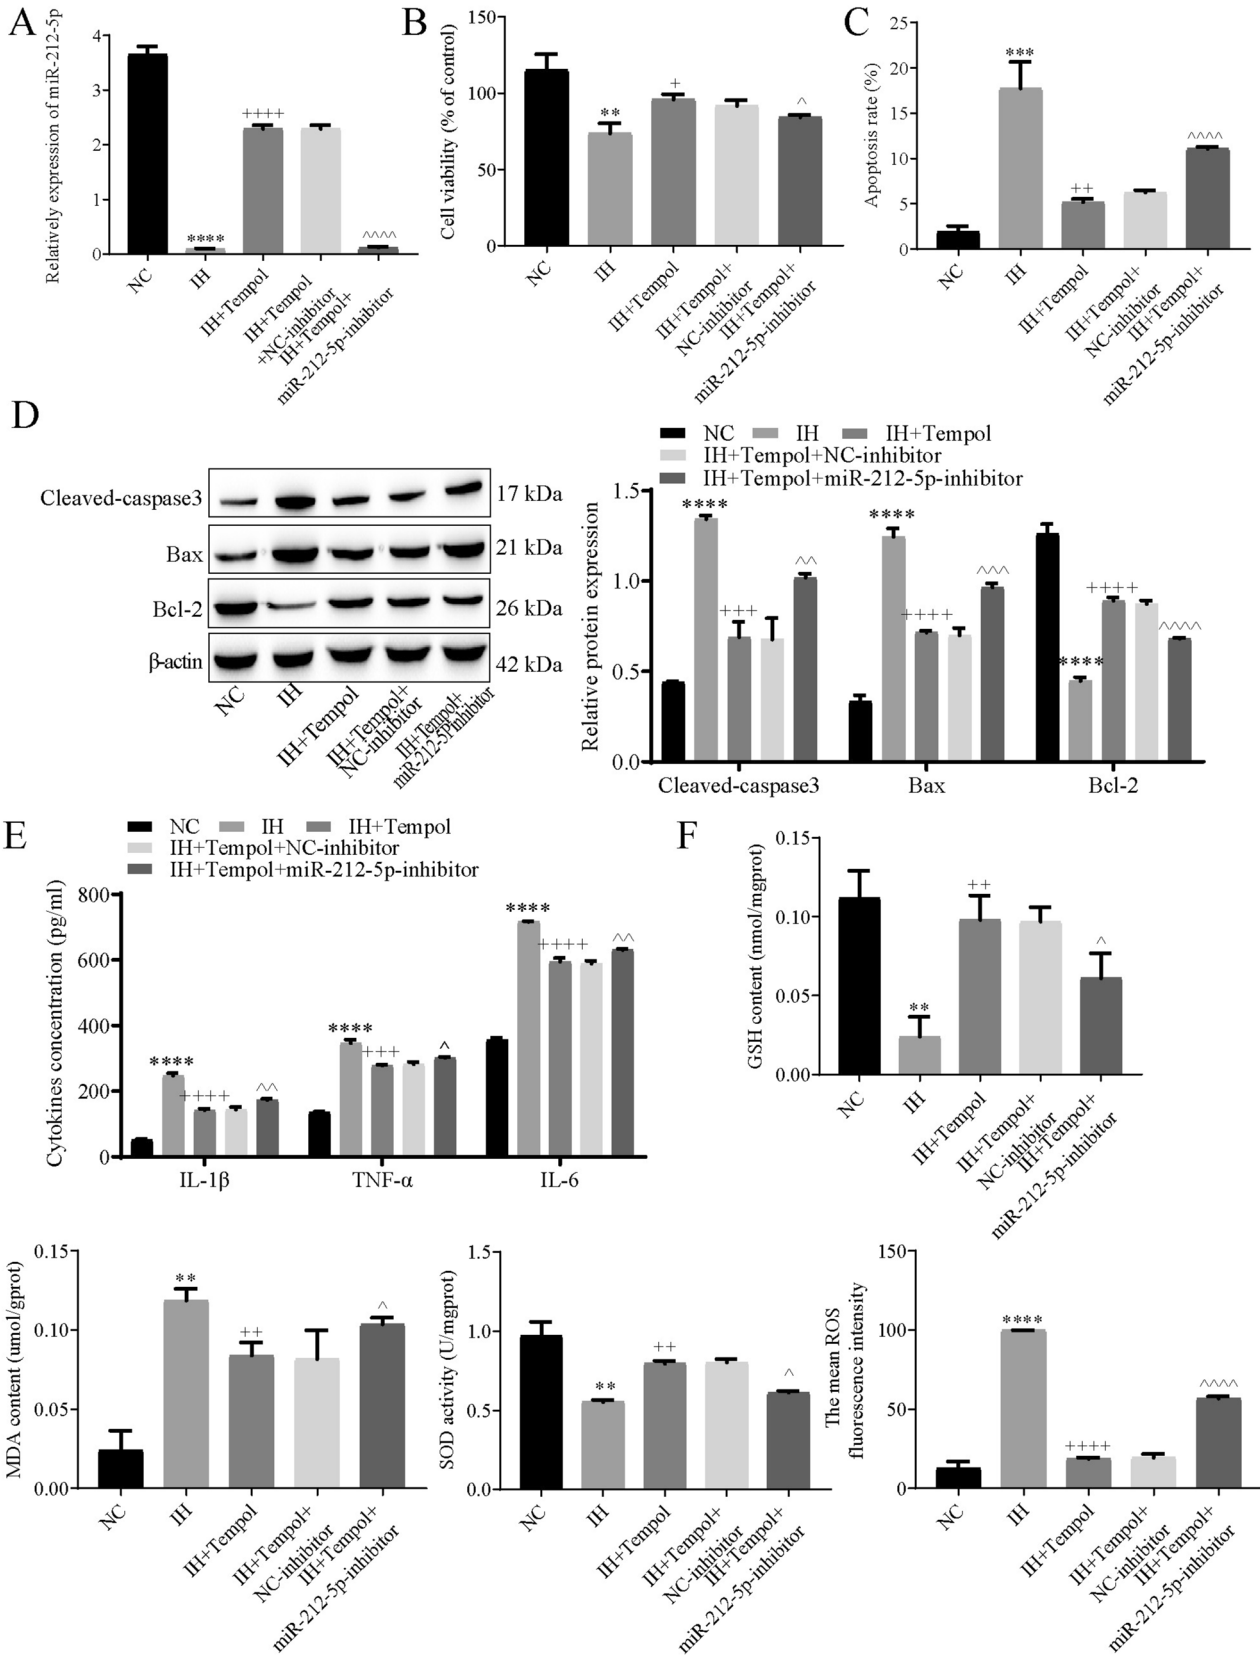 A
Relatively expression of miR-212-5p
4
3
2
1
0
****
++++
^^^^
NC
IH
IH+Tempol
IH+Tempol
+NC-inhibitor
IH+Tempol+
miR-212-5p-inhibitor
B
Cell viability (% of control)
150
100
50
0
**
+
^
NC
IH
IH+Tempol
IH+Tempol+
NC-inhibitor
IH+Tempol+
miR-212-5p-inhibitor
C
Apoptosis rate (%)
25
20
15
10
5
0
***
++
^^^^
NC
IH
IH+Tempol
IH+Tempol+
NC-inhibitor
IH+Tempol+
miR-212-5p-inhibitor
D
Cleaved-caspase3
17 kDa
Bax
21 kDa
Bcl-2
26 kDa
β-actin
42 kDa
NC
IH
IH+Tempol
IH+Tempol+
NC-inhibitor
IH+Tempol+
miR-212-5p-inhibitor
NC IH IH+Tempol
IH+Tempol+NC-inhibitor
IH+Tempol+miR-212-5p-inhibitor
Relative protein expression
1.5
1.0
0.5
0.0
****
+++
^^
****
++++
^^^
****
++++
^^^^
Cleaved-caspase3
Bax
Bcl-2
E
NC IH IH+Tempol
IH+Tempol+NC-inhibitor
IH+Tempol+miR-212-5p-inhibitor
Cytokines concentration (pg/ml)
800
600
400
200
0
****
++++
^^
****
+++
^
****
++++
^^
IL-1β
TNF-α
IL-6
F
GSH content (nmol/mgprot)
0.15
0.10
0.05
0.00
**
++
^
NC
IH
IH+Tempol
IH+Tempol+
NC-inhibitor
IH+Tempol+
miR-212-5p-inhibitor
MDA content (umol/gprot)
0.15
0.10
0.05
0.00
**
++
^
NC
IH
IH+Tempol
IH+Tempol+
NC-inhibitor
IH+Tempol+
miR-212-5p-inhibitor
SOD activity (U/mgprot)
1.5
1.0
0.5
0.0
**
++
^
NC
IH
IH+Tempol
IH+Tempol+
NC-inhibitor
IH+Tempol+
miR-212-5p-inhibitor
The mean ROS
fluorescence intensity
150
100
50
0
****
++++
^^^^
NC
IH
IH+Tempol
IH+Tempol+
NC-inhibitor
IH+Tempol+
miR-212-5p-inhibitor